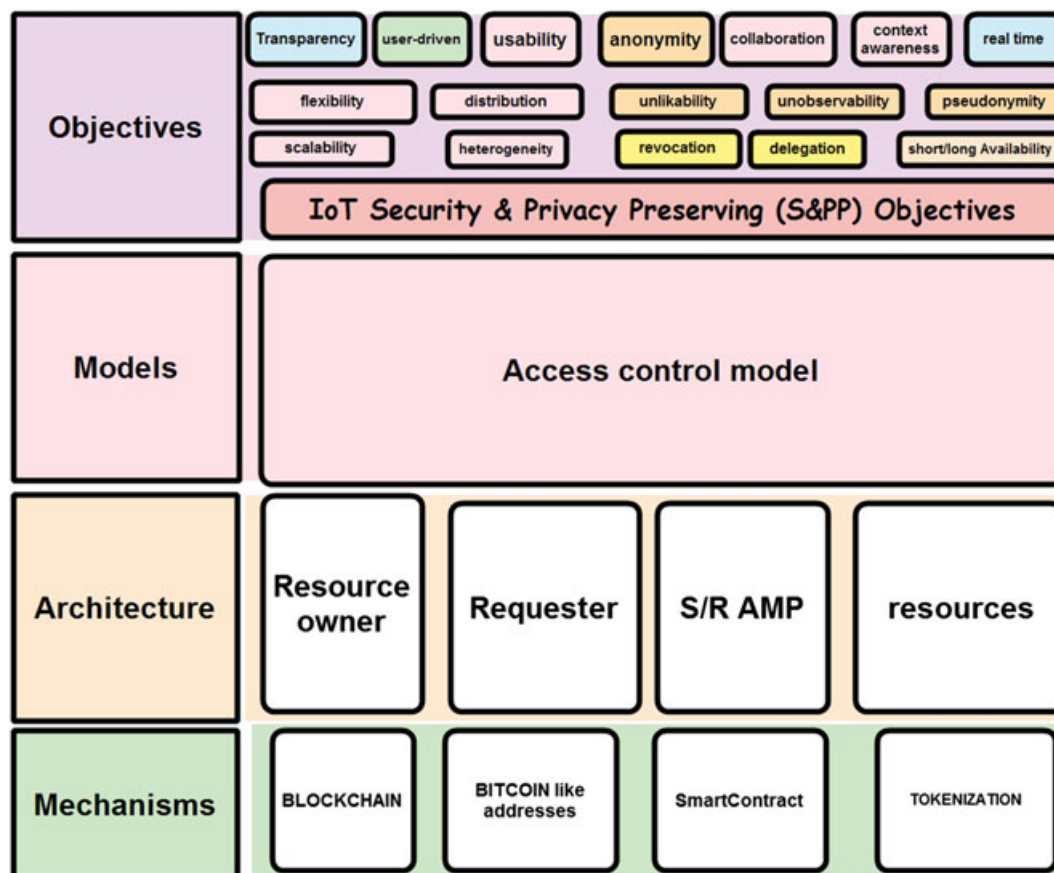 Objectives
Transparency
user-driven
usability
anonymity
collaboration
context
awareness
real time
flexibility
distribution
unlikability
unobservability
pseudonymity
scalability
heterogeneity
revocation
delegation
short/long Availability
IoT Security & Privacy Preserving (S&PP) Objectives
Models
Access control model
Architecture
Resource
owner
Requester
S/R AMP
resources
Mechanisms
BLOCKCHAIN
BITCOIN like
addresses
SmartContract
TOKENIZATION